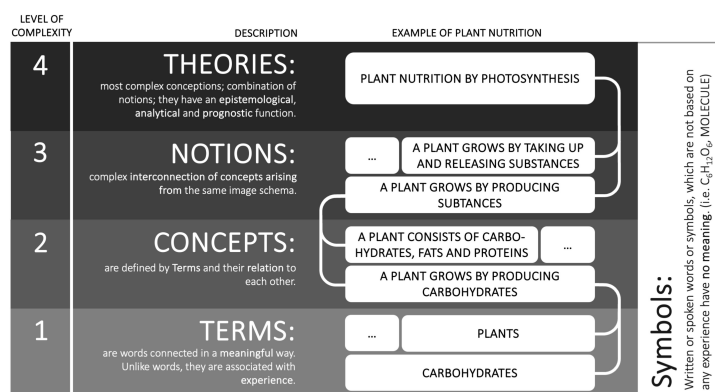 LEVEL OF
COMPLEXITY
DESCRIPTION
EXAMPLE OF PLANT NUTRITION
4
THEORIES:
most complex conceptions; combination of
notions; they have an epistemological,
analytical and prognostic function.
PLANT NUTRITION BY PHOTOSYNTHESIS
3
NOTIONS:
complex interconnection of concepts arising
from the same image schema.
...
A PLANT GROWS BY TAKING UP
AND RELEASING SUBSTANCES
A PLANT GROWS BY PRODUCING
SUBTANCES
2
CONCEPTS:
are defined by Terms and their relation to
each other.
A PLANT CONSISTS OF CARBO-
HYDRATES, FATS AND PROTEINS
...
A PLANT GROWS BY PRODUCING
CARBOHYDRATES
1
TERMS:
are words connected in a meaningful way.
Unlike words, they are associated with
experience.
...
PLANTS
CARBOHYDRATES
Symbols:
Written or spoken words or symbols, which are not based on
any experience have no meaning. (i.e. C₆H₁₂O₆, MOLECULE)